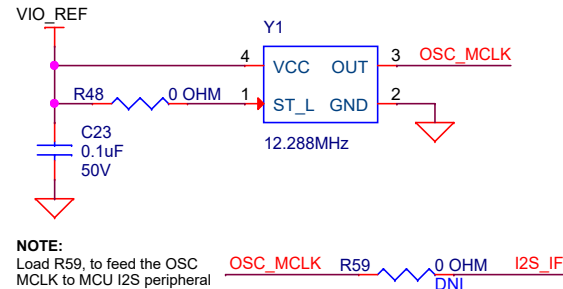 VIO_REF
Y1
4 VCC OUT 3 OSC_MCLK
R48 0 OHM 1 ST_L GND 2
C23
0.1uF
50V
12.288MHz
NOTE:
Load R59, to feed the OSC
MCLK to MCU I2S peripheral
OSC_MCLK R59 0 OHM I2S_IF
DNI